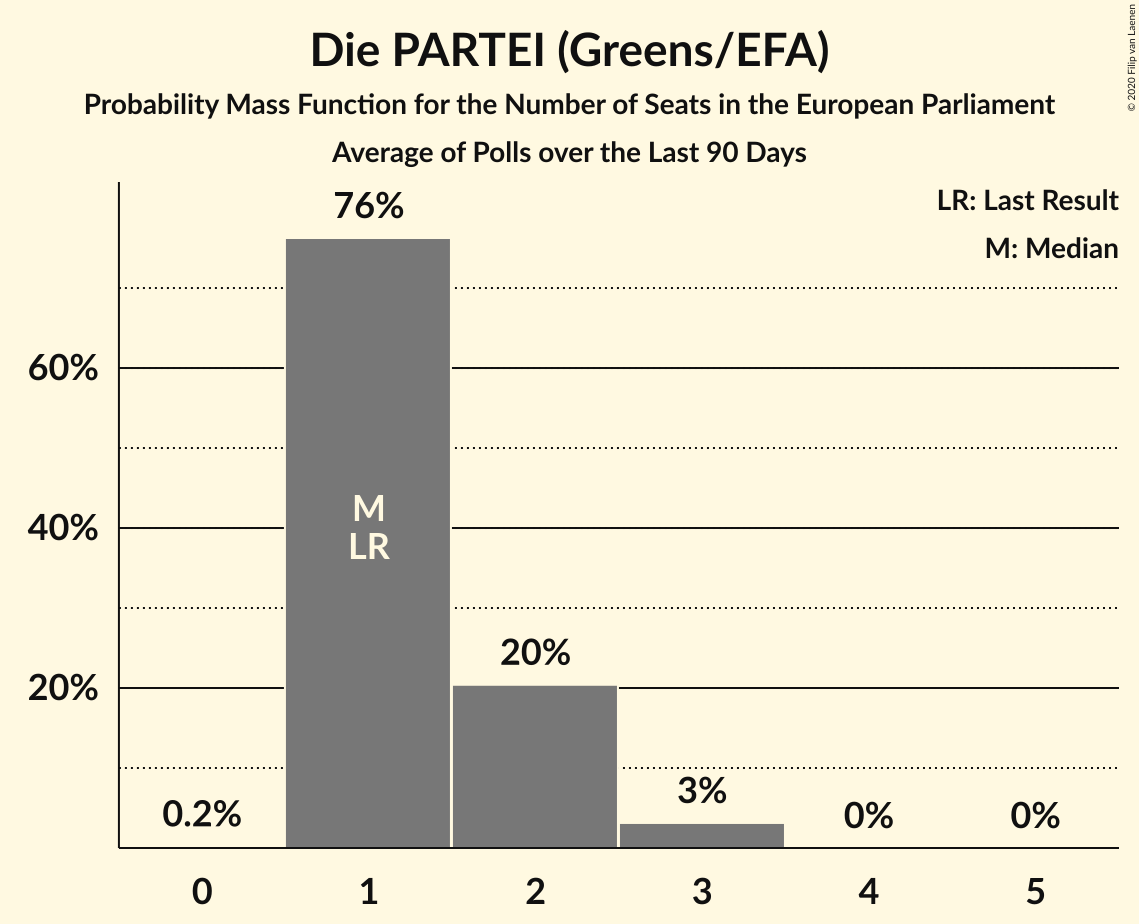 Die PARTEI (Greens/EFA)
Probability Mass Function for the Number of Seats in the European Parliament
Average of Polls over the Last 90 Days
© 2020 Filip van Laenen
LR: Last Result
M: Median
76%
60%
40%
20%
M
LR
0.2%
20%
3%
0%
0%
0 1 2 3 4 5